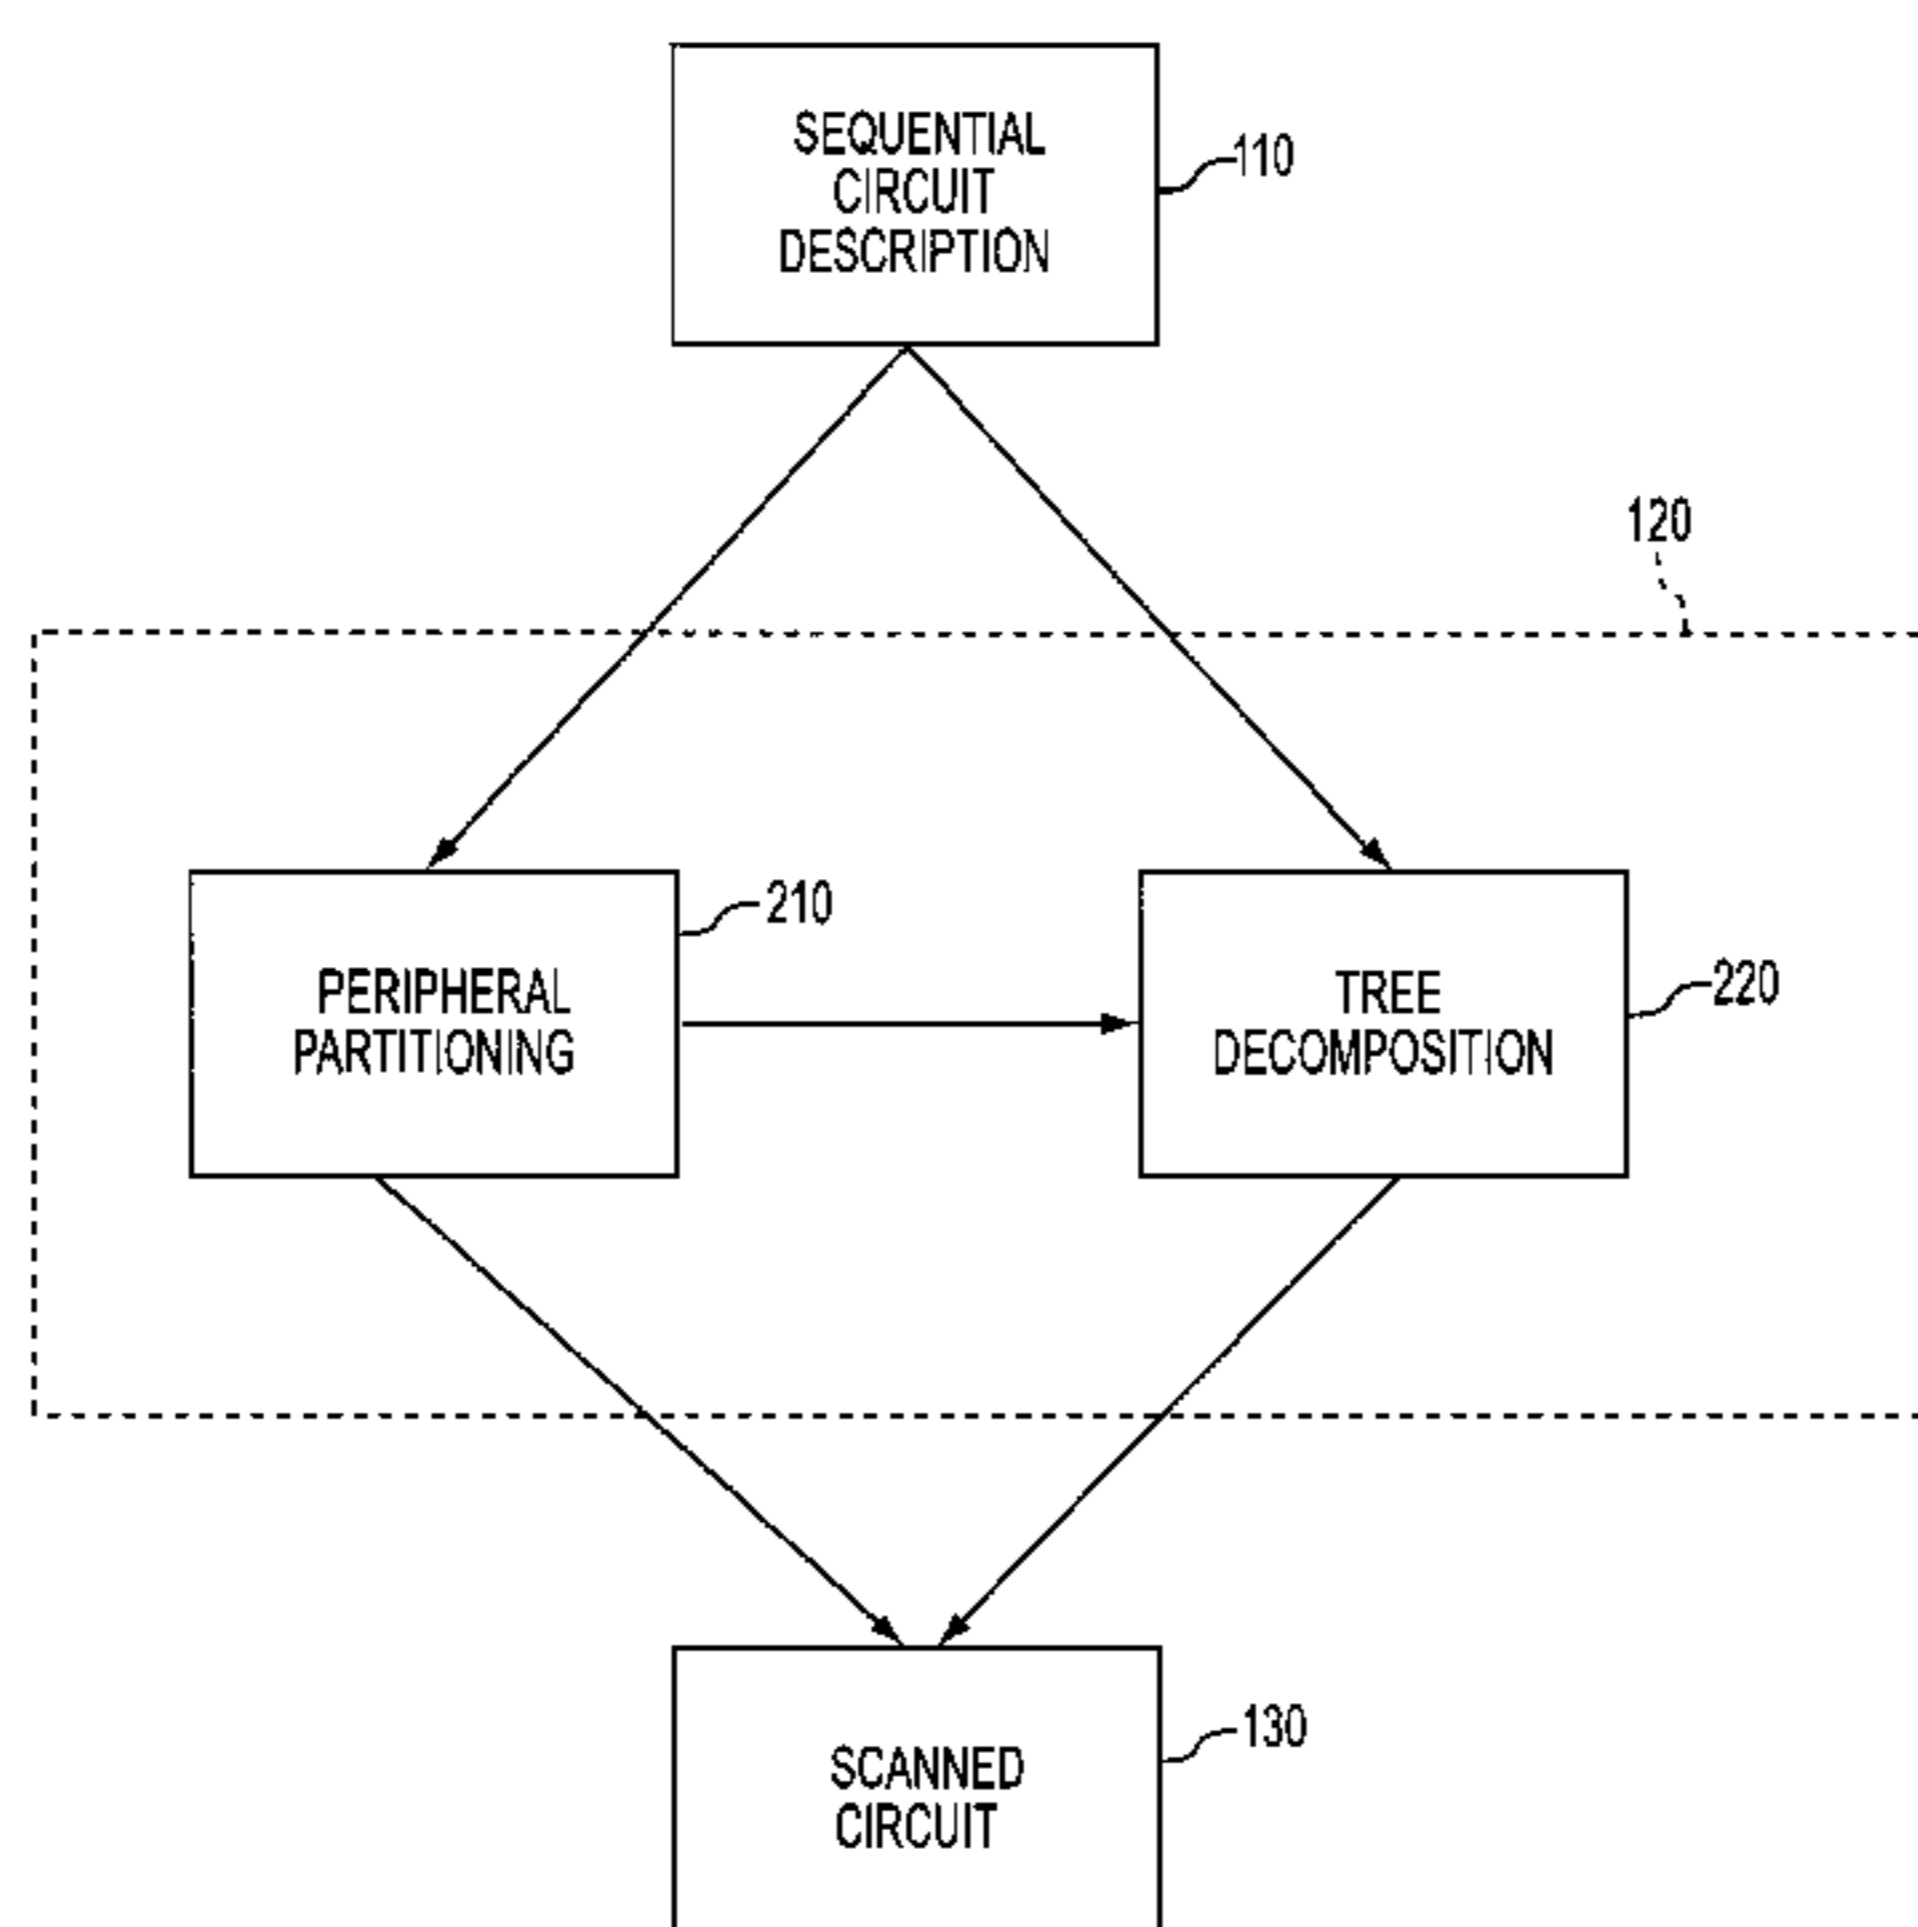 SEQUENTIAL
CIRCUIT
DESCRIPTION
110
120
PERIPHERAL
PARTITIONING
210
TREE
DECOMPOSITION
220
SCANNED
CIRCUIT
130